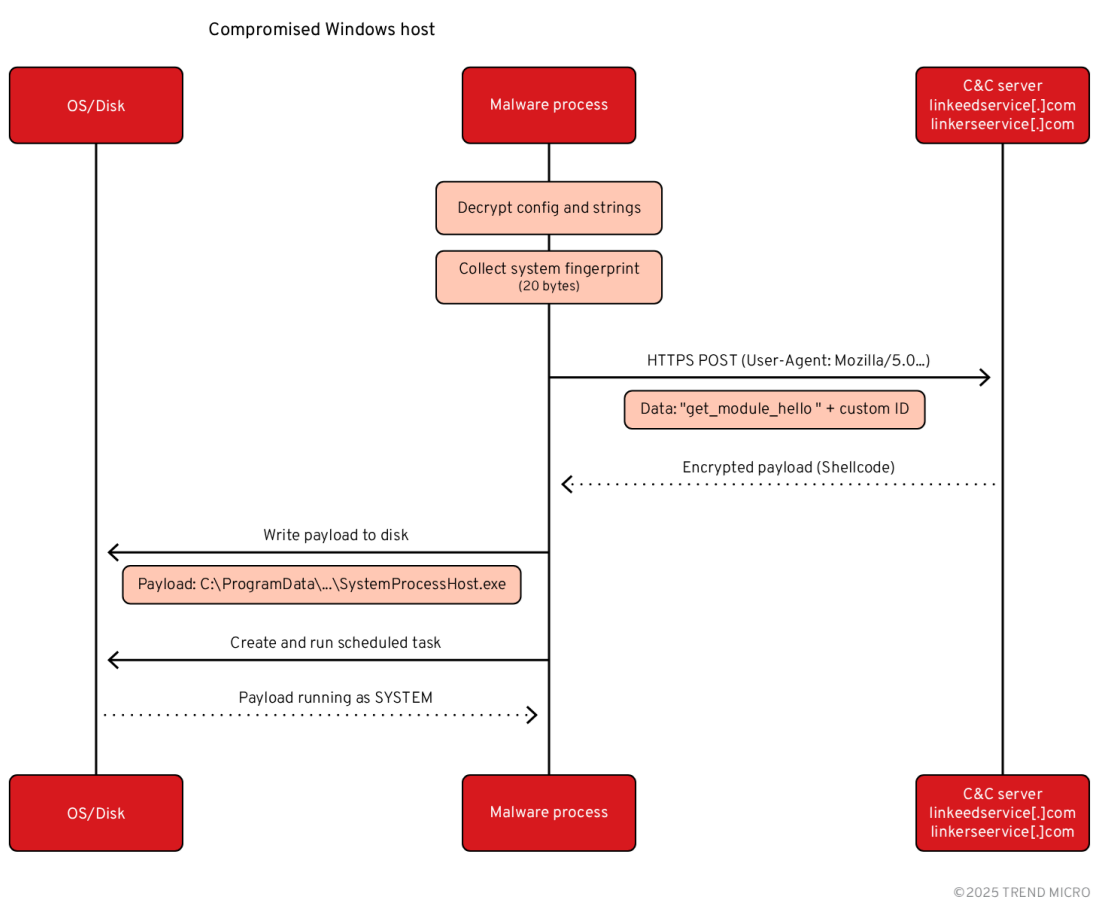 Compromised Windows host
OS/Disk
Malware process
C&C server
linkeedservice[.]com
linkerseervice[.]com
Decrypt config and strings
Collect system fingerprint
(20 bytes)
HTTPS POST (User-Agent: Mozilla/5.0...)
Data: "get_module_hello " + custom ID
Encrypted payload (Shellcode)
Write payload to disk
Payload: C:\ProgramData\...\SystemProcessHost.exe
Create and run scheduled task
Payload running as SYSTEM
OS/Disk
Malware process
C&C server
linkeedservice[.]com
linkerseervice[.]com
©2025 TREND MICRO